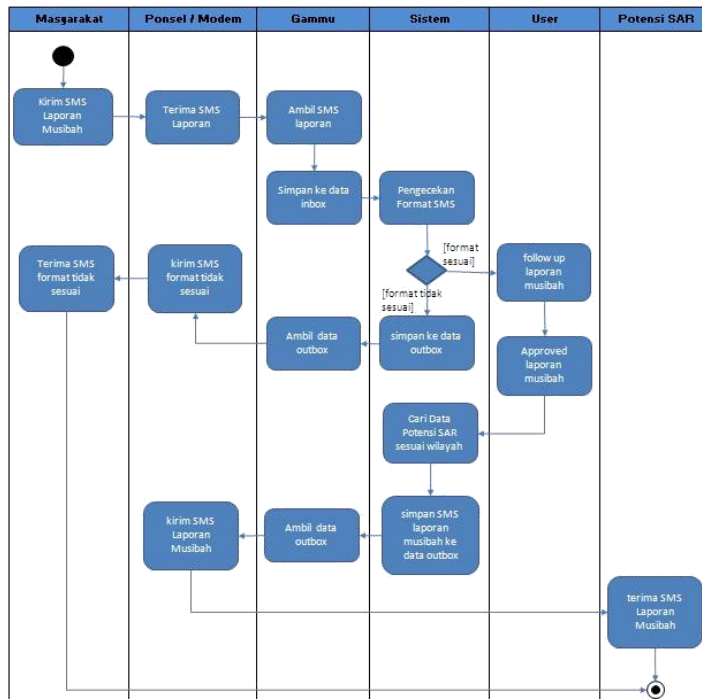 Masyarakat
Ponsel / Modem
Gammu
Sistem
User
Potensi SAR
Kirim SMS
Laporan
Musibah
Terima SMS
Laporan
Ambil SMS
laporan
Simpan ke data
inbox
Pengecekan
Format SMS
[format
sesuai]
follow up
laporan
musibah
[format tidak
sesuai]
Terima SMS
format tidak
sesuai
kirim SMS
format tidak
sesuai
Ambil data
outbox
simpan ke data
outbox
Approved
laporan
musibah
Cari Data
Potensi SAR
sesuai wilayah
kirim SMS
Laporan
Musibah
Ambil data
outbox
simpan SMS
laporan
musibah ke
data outbox
terima SMS
Laporan
Musibah